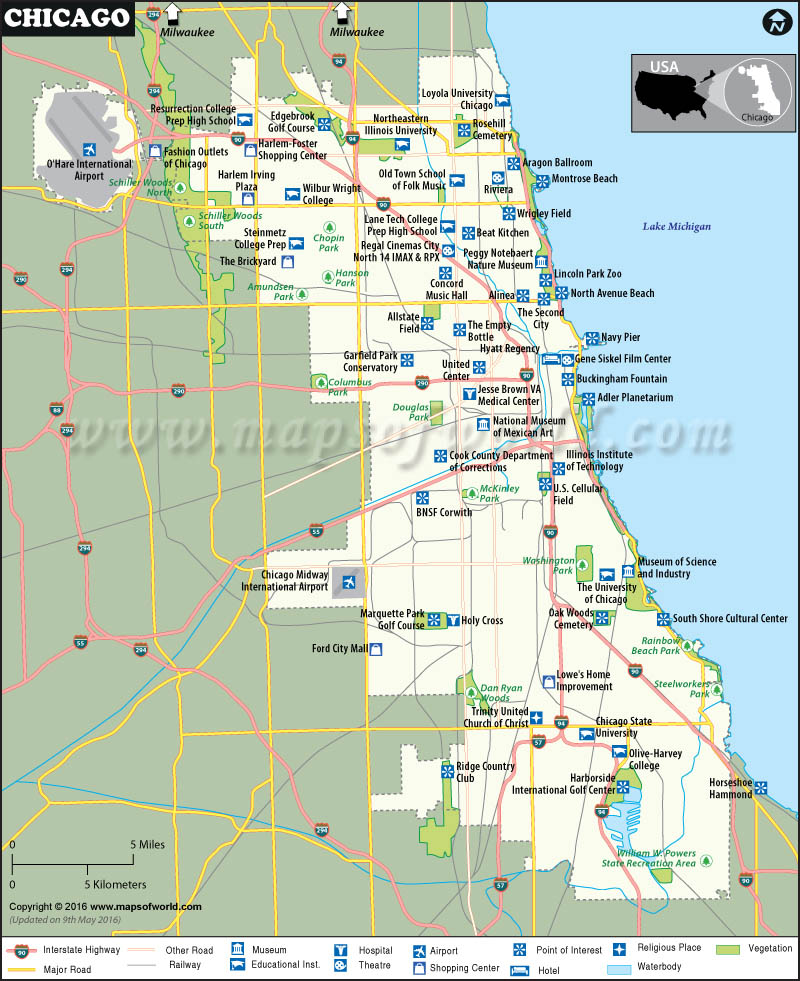 CHICAGO
294
Milwaukee
Milwaukee
94
N
USA
Chicago
294
Loyola University
Chicago
Resurrection College
Prep High School
Edgebrook
Golf Course
Northeastern
Illinois University
Rosehill
Cemetery
90
94
O'Hare International
Airport
Fashion Outlets
of Chicago
Harlem-Foster
Shopping Center
Aragon Ballroom
Schiller Woods
North
Harlem Irving
Plaza
Wilbur Wright
College
Old Town School
of Folk Music
Riviera
Montrose Beach
90
Schiller Woods
South
Lane Tech College
Prep High School
Wrigley Field
Lake Michigan
Steinmetz
College Prep
Chopin
Park
Beat Kitchen
Regal Cinemas City
North 14 IMAX & RPX
Peggy Notebaert
Nature Museum
The Brickyard
294
90
Hanson
Park
Concord
Music Hall
Lincoln Park Zoo
Amundsen
Park
Alinea
North Avenue Beach
The Second
City
Allstate
Field
The Empty
Bottle
Navy Pier
Hyatt Regency
Garfield Park
Conservatory
United
Center
Gene Siskel Film Center
90
Buckingham Fountain
Columbus
Park
290
290
Jesse Brown VA
Medical Center
Adler Planetarium
88
Douglas
Park
National Museum
of Mexican Art
294
www.mapsofworld.com
Cook County Department
of Corrections
Illinois Institute
of Technology
McKinley
Park
U.S. Cellular
Field
BNSF Corwith
55
90
294
Washington
Park
Museum of Science
and Industry
Chicago Midway
International Airport
The University
of Chicago
Marquette Park
Golf Course
Holy Cross
Oak Woods
Cemetery
South Shore Cultural Center
55
294
Ford City Mall
Rainbow
Beach Park
90
Lowe's Home
Improvement
Steelworkers
Park
Dan Ryan
Woods
Trinity United
Church of Christ
94
Chicago State
University
57
Olive-Harvey
College
Ridge Country
Club
Harborside
International Golf Center
Horseshoe
Hammond
94
294
0
5 Miles
0
5 Kilometers
William W. Powers
State Recreation Area
57
90
Copyright © 2016 www.mapsofworld.com
(Updated on 9th May 2016)
90
Interstate Highway
Other Road
Museum
Hospital
Airport
Point of Interest
Religious Place
Vegetation
Major Road
Railway
Educational Inst.
Theatre
Shopping Center
Hotel
Waterbody